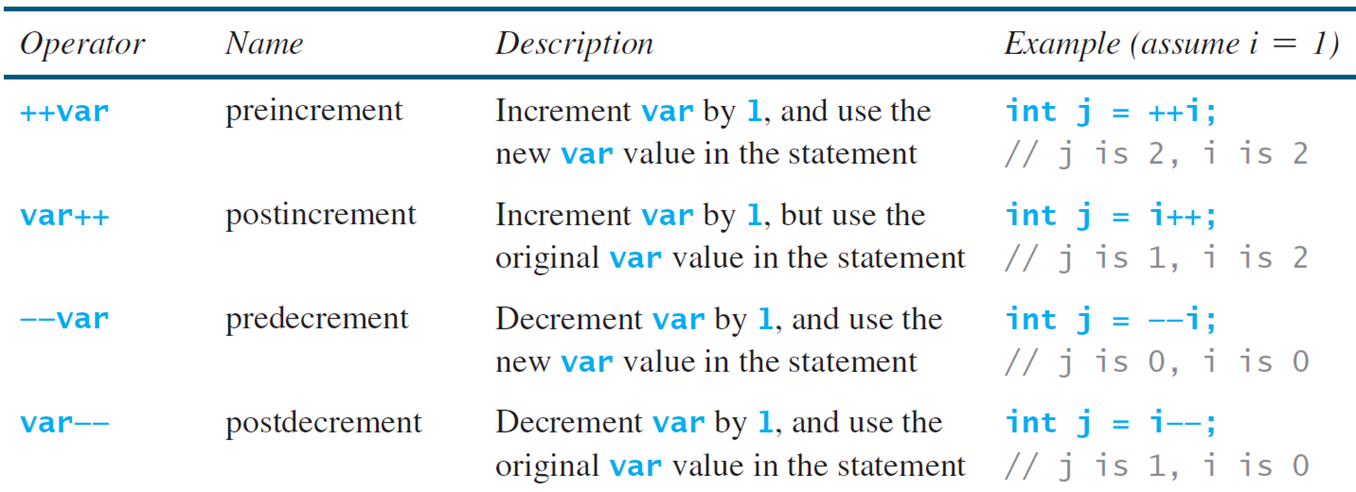 Operator Name Description Example (assume i = 1)
++var preincrement Increment var by 1, and use the int j = ++i;
new var value in the statement // j is 2, i is 2
var++ postincrement Increment var by 1, but use the int j = i++;
original var value in the statement // j is 1, i is 2
--var predecrement Decrement var by 1, and use the int j = --i;
new var value in the statement // j is 0, i is 0
var-- postdecrement Decrement var by 1, and use the int j = i--;
original var value in the statement // j is 1, i is 0